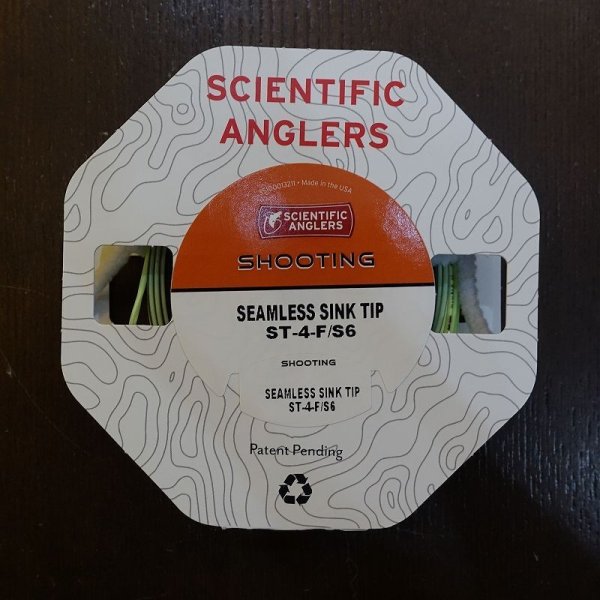 SCIENTIFIC
ANGLERS
• Made in the USA
SCIENTIFIC
ANGLERS
SHOOTING
SEAMLESS SINK TIP
ST-4-F/S6
SHOOTING
SEAMLESS SINK TIP
ST-4-F/S6
Patent Pending